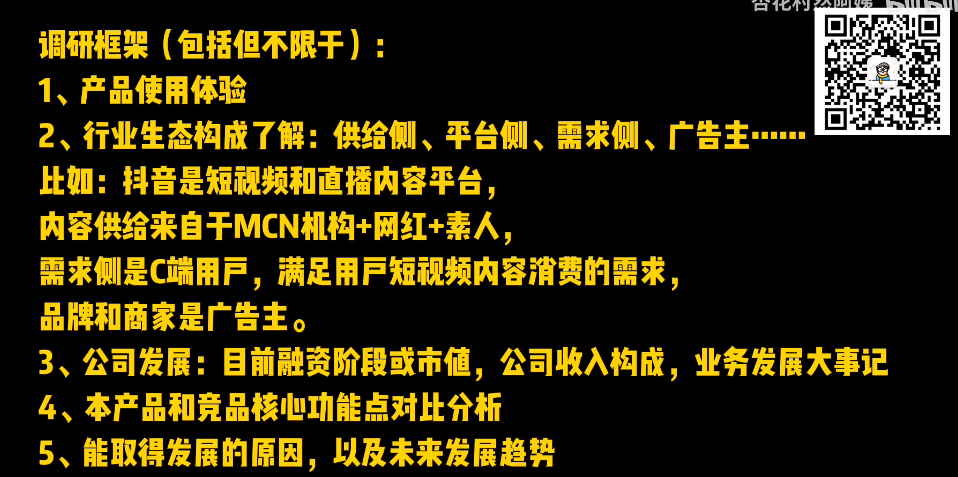 杏花村怂阿姨
调研框架（包括但不限于）：
1、产品使用体验
2、行业生态构成了解：供给侧、平台侧、需求侧、广告主……
比如：抖音是短视频和直播内容平台，
内容供给来自于MCN机构+网红+素人，
需求侧是C端用户，满足用户短视频内容消费的需求，
品牌和商家是广告主。
3、公司发展：目前融资阶段或市值，公司收入构成，业务发展大事记
4、本产品和竞品核心功能点对比分析
5、能取得发展的原因，以及未来发展趋势